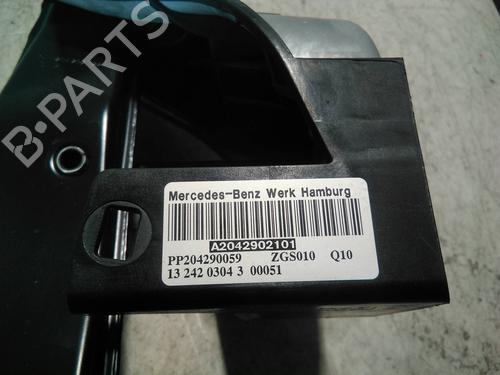 B-PARTS
Mercedes-Benz Werk Hamburg
A2042902101
PP204290059 ZGS010 Q10
13 242 0304 3 00051